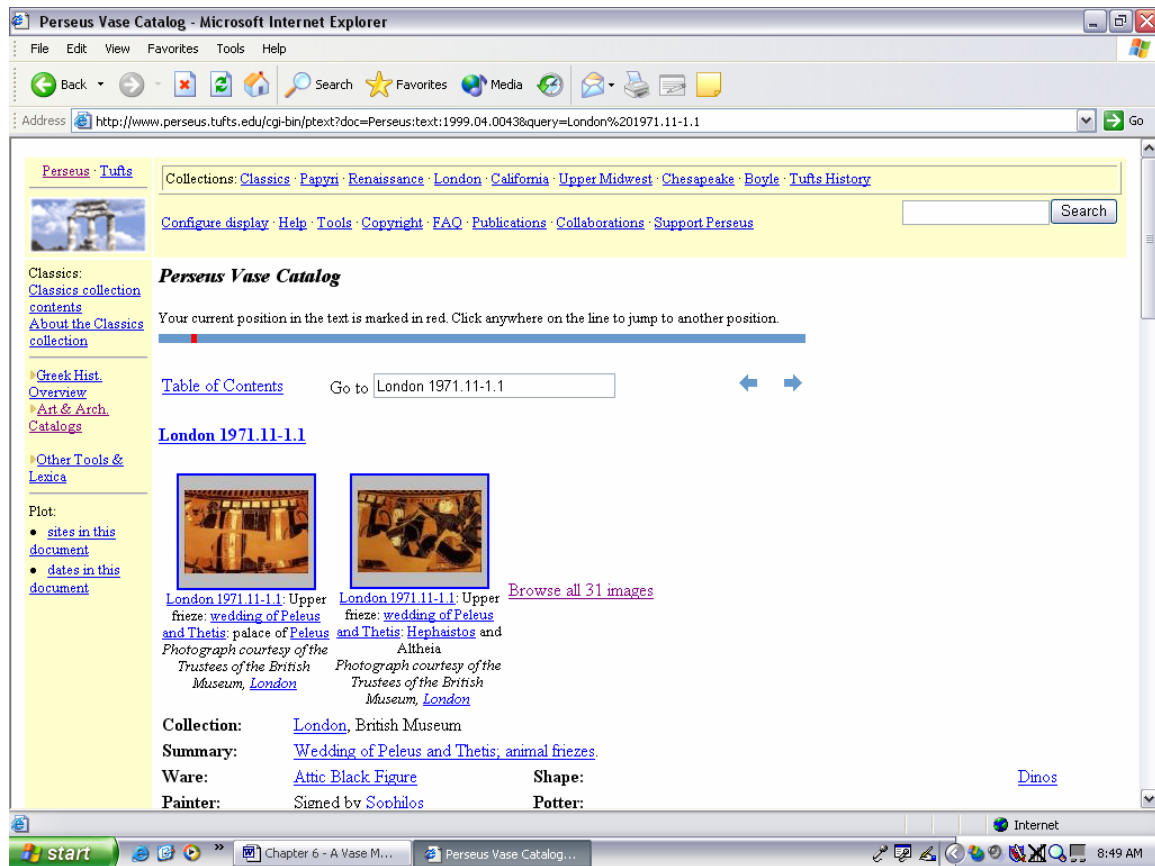 Perseus Vase Catalog - Microsoft Internet Explorer
File Edit View Favorites Tools Help
Back Search Favorites Media
Address http://www.perseus.tufts.edu/cgi-bin/ptext?doc=Perseus:text:1999.04.0043&query=London%201971.11-1.1 Go
Perseus · Tufts
Collections: Classics · Papyri · Renaissance · London · California · Upper Midwest · Chesapeake · Boyle · Tufts History
Configure display · Help · Tools · Copyright · FAQ · Publications · Collaborations · Support Perseus
Search
Classics:
Classics collection
contents
About the Classics
collection
Greek Hist.
Overview
Art & Arch.
Catalogs
Other Tools &
Lexica
Plot:
• sites in this
document
• dates in this
document
Perseus Vase Catalog
Your current position in the text is marked in red. Click anywhere on the line to jump to another position.
Table of Contents Go to London 1971.11-1.1
London 1971.11-1.1
London 1971.11-1.1: Upper
frieze: wedding of Peleus
and Thetis: palace of Peleus
Photograph courtesy of the
Trustees of the British
Museum, London
London 1971.11-1.1: Upper
frieze: wedding of Peleus
and Thetis: Hephaistos and
Altheia
Photograph courtesy of the
Trustees of the British
Museum, London
Browse all 31 images
Collection: London, British Museum
Summary: Wedding of Peleus and Thetis; animal friezes.
Ware: Attic Black Figure Shape: Dinos
Painter: Signed by Sophilos Potter:
Internet
start » Chapter 6 - A Vase M... Perseus Vase Catalog... 8:49 AM